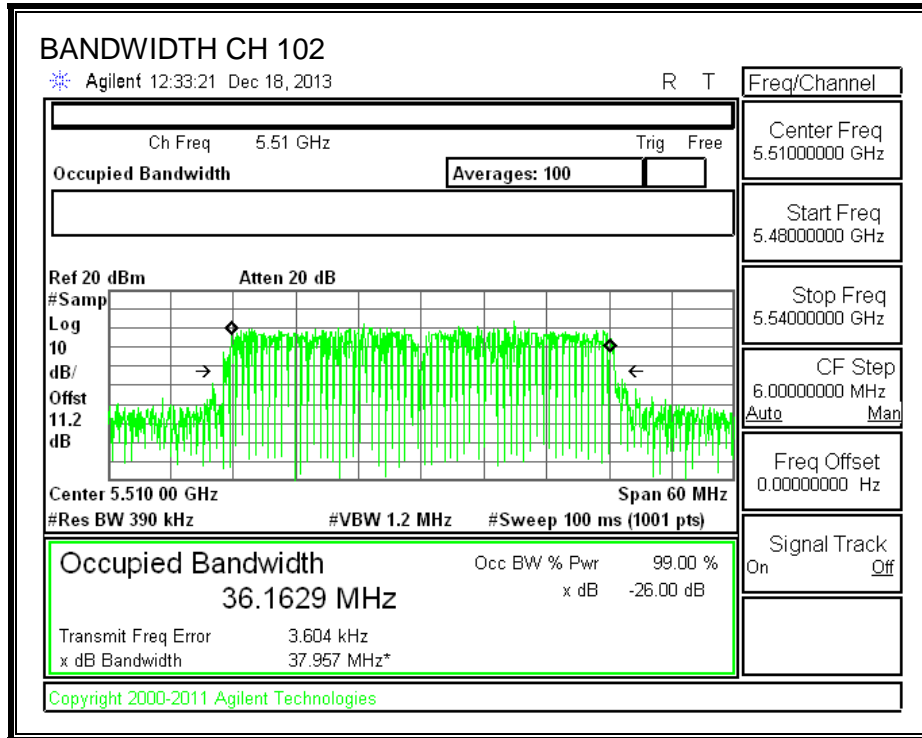 BANDWIDTH CH 102
Agilent 12:33:21 Dec 18, 2013 R T
Freq/Channel
Ch Freq 5.51 GHz Trig Free
Occupied Bandwidth Averages: 100
Center Freq
5.51000000 GHz
Start Freq
5.48000000 GHz
Stop Freq
5.54000000 GHz
CF Step
6.00000000 MHz
Auto Man
Freq Offset
0.00000000 Hz
Signal Track
On Off
Ref 20 dBm Atten 20 dB
#Samp
Log
10
dB/
Offst
11.2
dB
Center 5.510 00 GHz Span 60 MHz
#Res BW 390 kHz #VBW 1.2 MHz #Sweep 100 ms (1001 pts)
Occupied Bandwidth Occ BW % Pwr 99.00 %
36.1629 MHz x dB -26.00 dB
Transmit Freq Error 3.604 kHz
x dB Bandwidth 37.957 MHz*
Copyright 2000-2011 Agilent Technologies